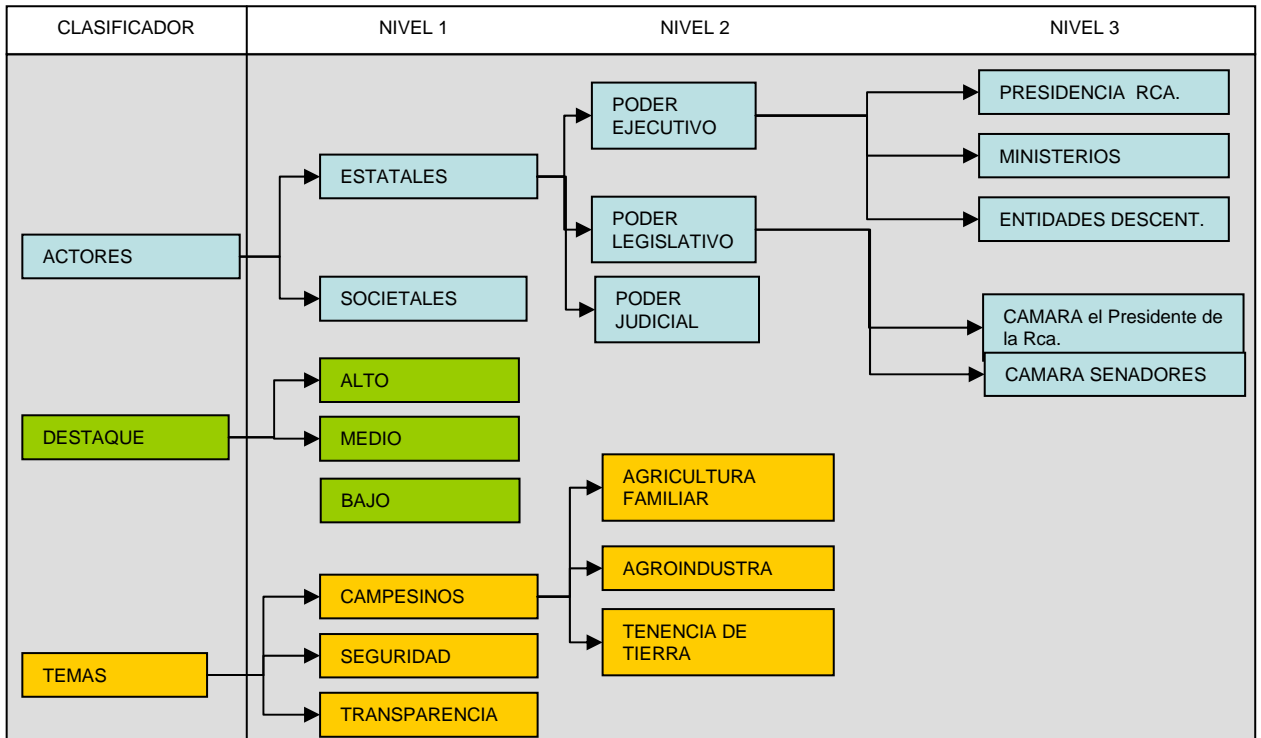 CLASIFICADOR
NIVEL 1
NIVEL 2
NIVEL 3
ACTORES
ESTATALES
SOCIETALES
PODER
EJECUTIVO
PODER
LEGISLATIVO
PODER
JUDICIAL
PRESIDENCIA RCA.
MINISTERIOS
ENTIDADES DESCENT.
CAMARA el Presidente de
la Rca.
CAMARA SENADORES
DESTAQUE
ALTO
MEDIO
BAJO
TEMAS
CAMPESINOS
SEGURIDAD
TRANSPARENCIA
AGRICULTURA
FAMILIAR
AGROINDUSTRA
TENENCIA DE
TIERRA